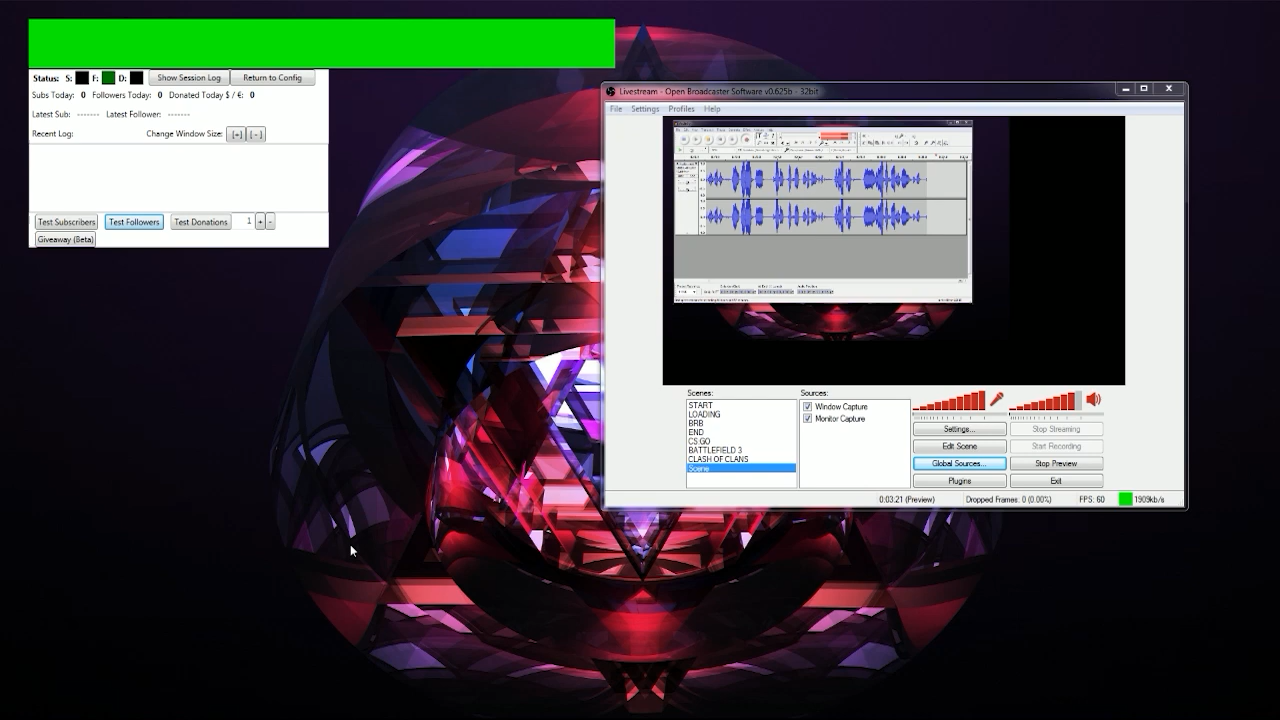 Status: S: F: D: Show Session Log Return to Config
Subs Today: 0 Followers Today: 0 Donated Today $ / €: 0
Latest Sub: ------- Latest Follower: -------
Recent Log: Change Window Size: [+] [-]
Test Subscribers Test Followers Test Donations 1 + -
Giveaway (Beta)
Livestream - Open Broadcaster Software v0.625b - 32bit
File Settings Profiles Help
Scenes:
START
LOADING
BRB
END
CS GO
BATTLEFIELD 3
CLASH OF CLANS
Scene
Sources:
Window Capture
Monitor Capture
Settings... Stop Streaming
Edit Scene Start Recording
Global Sources... Stop Preview
Plugins Exit
0:03:21 (Preview) Dropped Frames: 0 (0.00%) FPS: 60 1909kb/s